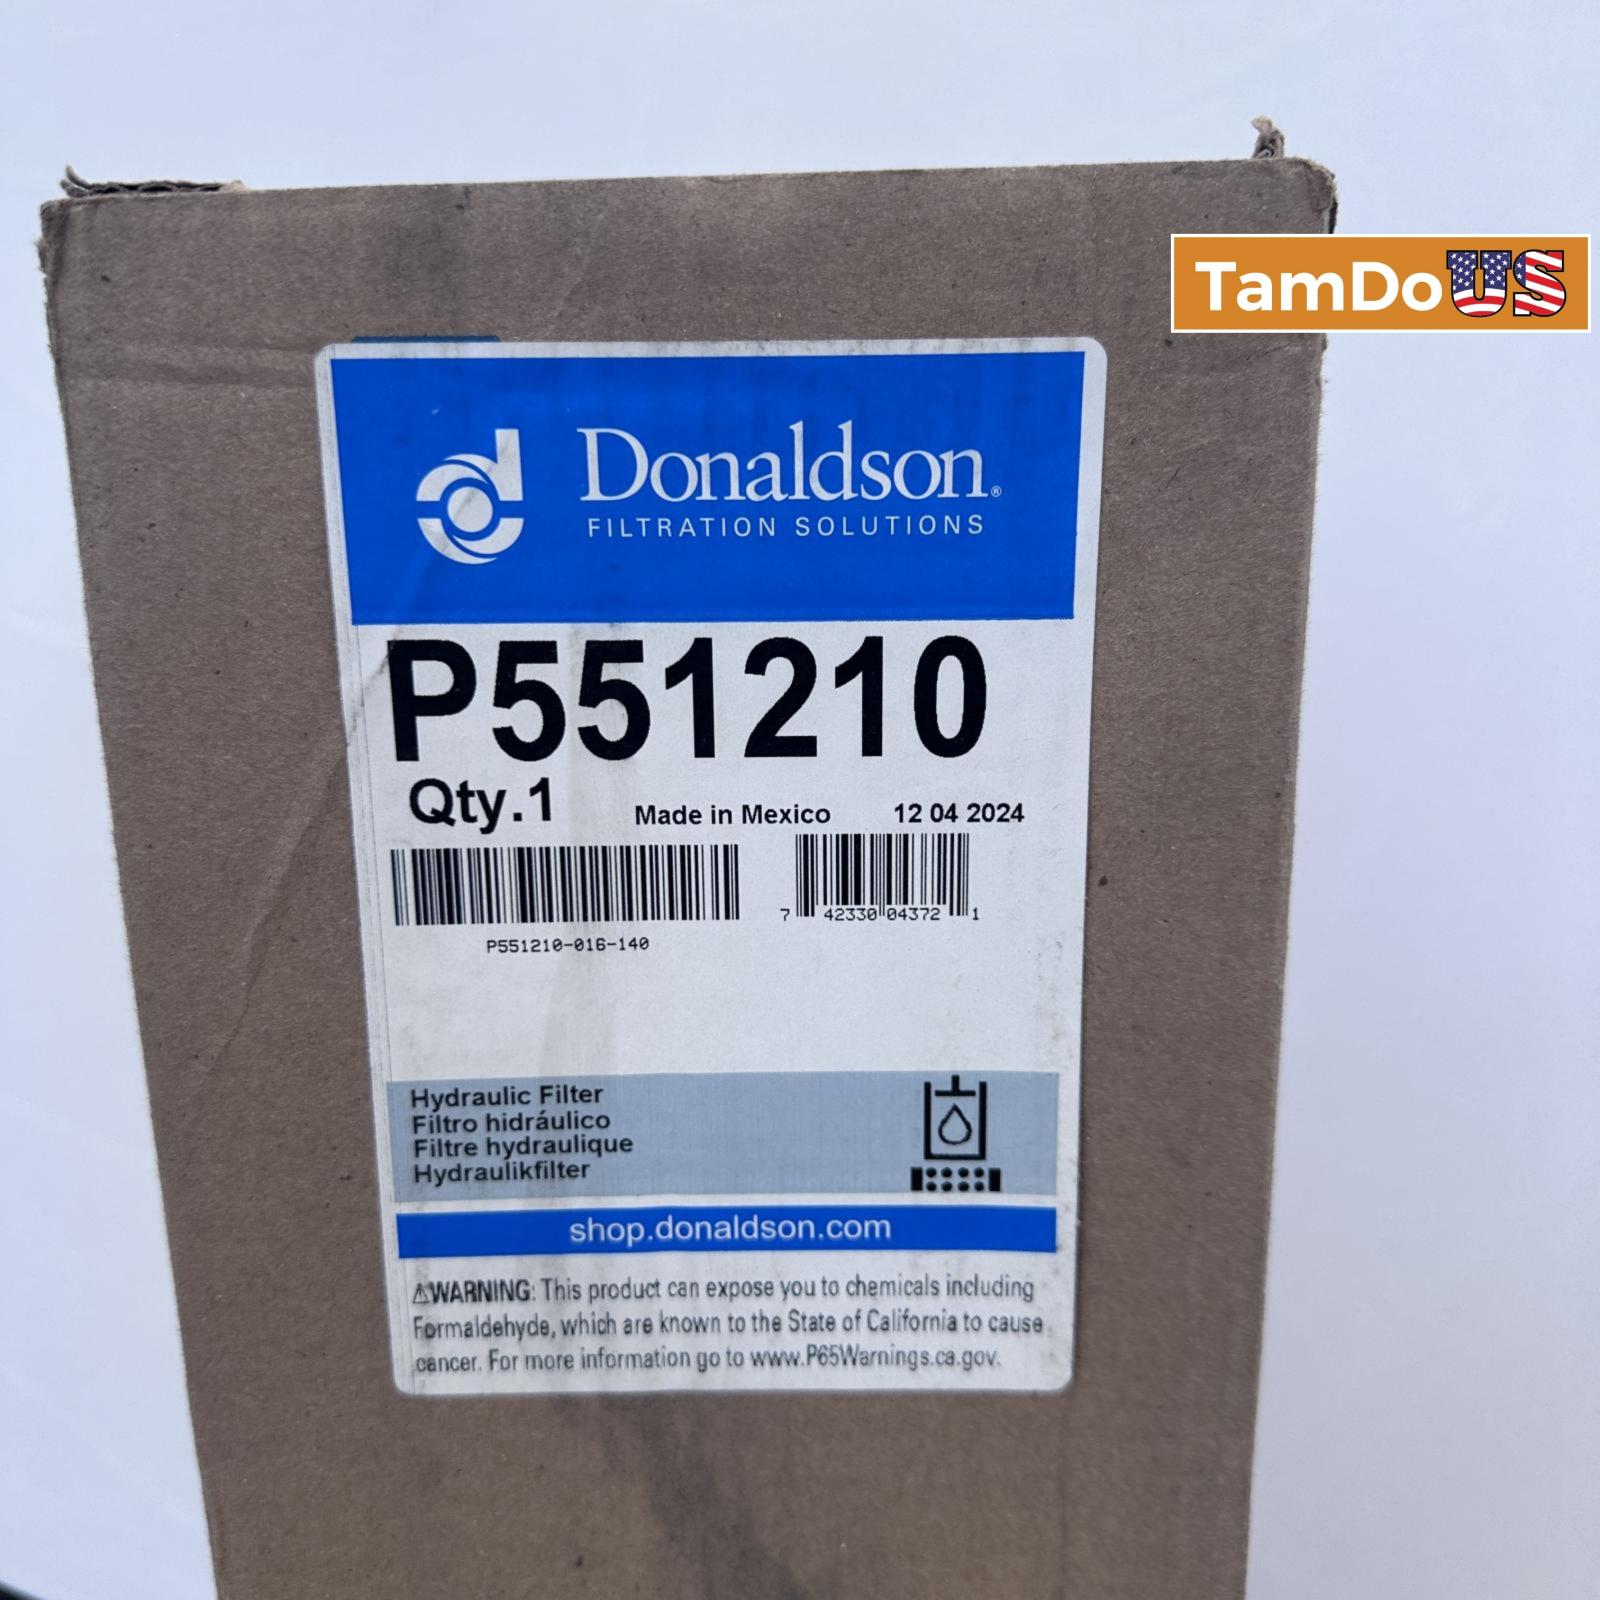 TamDoUS
Donaldson®
FILTRATION SOLUTIONS
P551210
Qty.1
Made in Mexico 12 04 2024
P551210-016-140
7 42330 04372 1
Hydraulic Filter
Filtro hidráulico
Filtre hydraulique
Hydraulikfilter
shop.donaldson.com
⚠WARNING: This product can expose you to chemicals including
Formaldehyde, which are known to the State of California to cause
cancer. For more information go to www.P65Warnings.ca.gov.